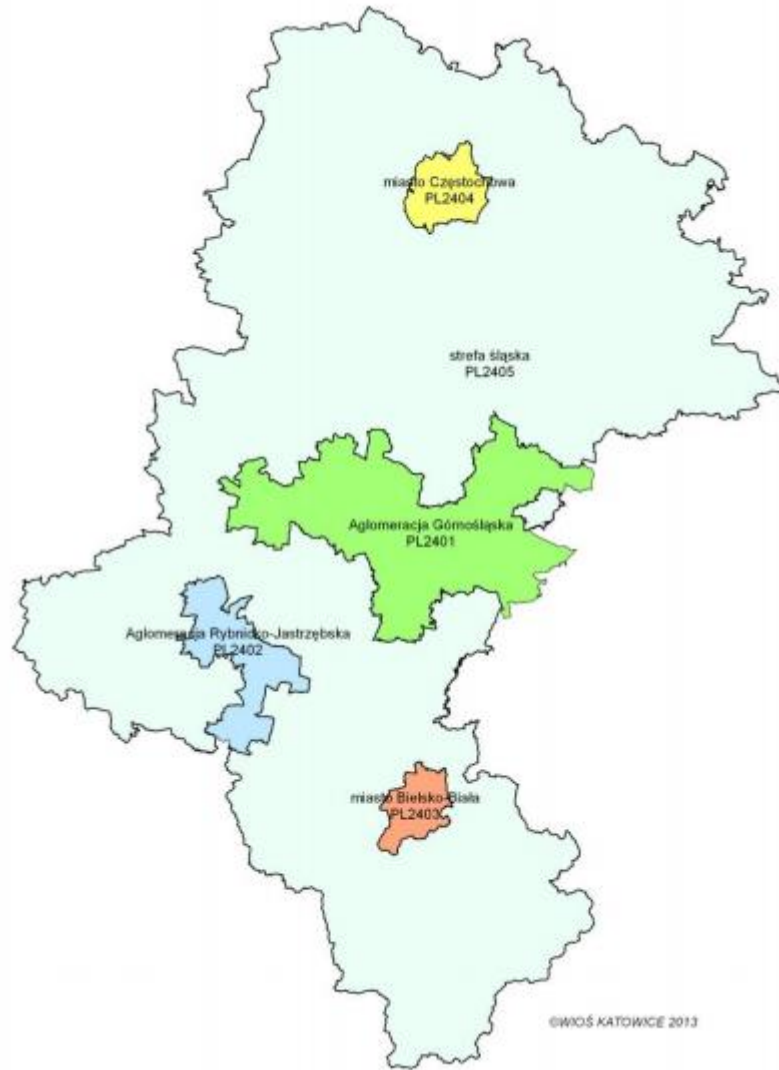 miasto Częstochowa
PL2404
strefa śląska
PL2405
Aglomeracja Górnośląska
PL2401
Aglomeracja Rybnicko-Jastrzębska
PL2402
miasto Bielsko-Biała
PL2403
©WIOŚ KATOWICE 2013